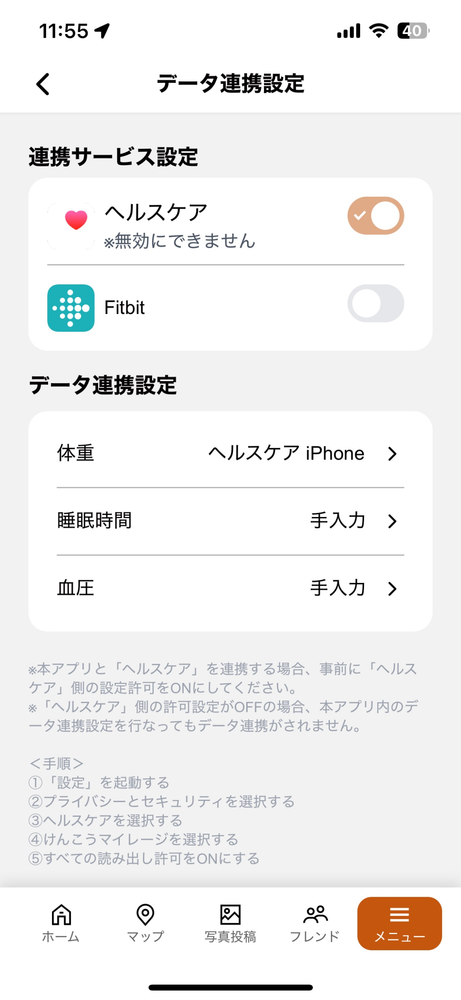 11:55
40
データ連携設定
連携サービス設定
ヘルスケア
※無効にできません
Fitbit
データ連携設定
体重 ヘルスケア iPhone
睡眠時間 手入力
血圧 手入力
※本アプリと「ヘルスケア」を連携する場合、事前に「ヘルス
ケア」側の設定許可をONにしてください。
※「ヘルスケア」側の許可設定がOFFの場合、本アプリ内のデ
ータ連携設定を行なってもデータ連携がされません。
＜手順＞
①「設定」を起動する
②プライバシーとセキュリティを選択する
③ヘルスケアを選択する
④けんこうマイレージを選択する
⑤すべての読み出し許可をONにする
ホーム マップ 写真投稿 フレンド メニュー